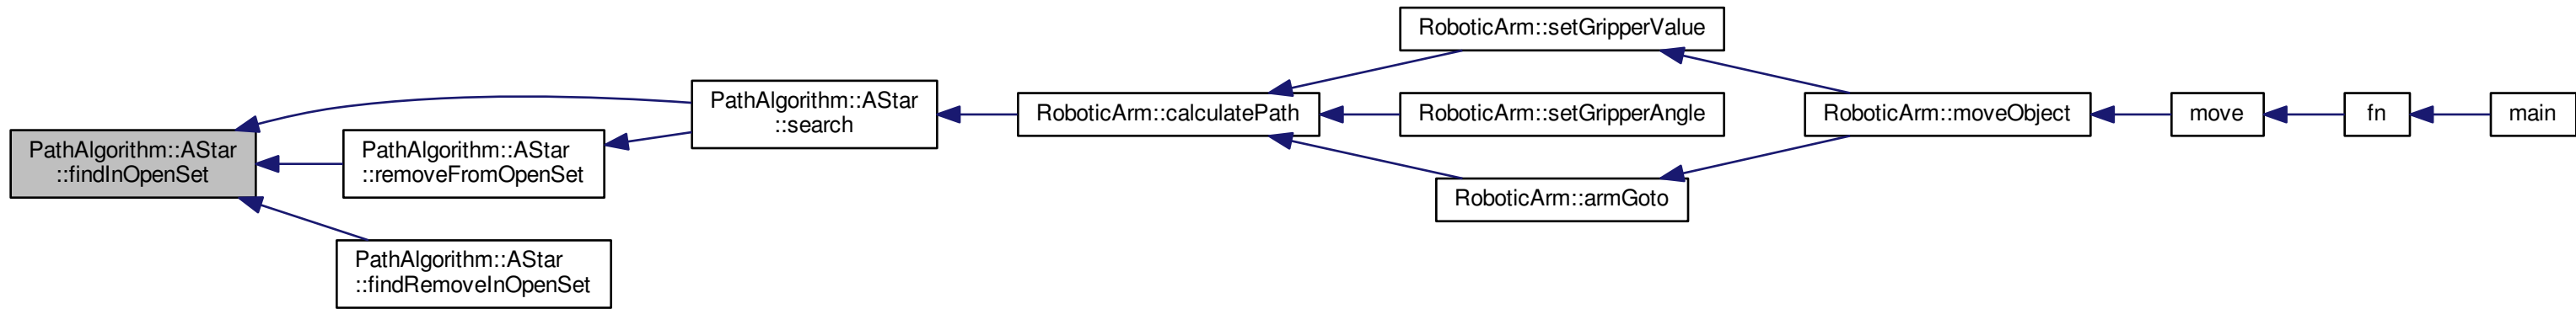 PathAlgorithm::AStar
::findInOpenSet
PathAlgorithm::AStar
::removeFromOpenSet
PathAlgorithm::AStar
::findRemoveInOpenSet
PathAlgorithm::AStar
::search
RoboticArm::calculatePath
RoboticArm::setGripperValue
RoboticArm::setGripperAngle
RoboticArm::armGoto
RoboticArm::moveObject
move
fn
main